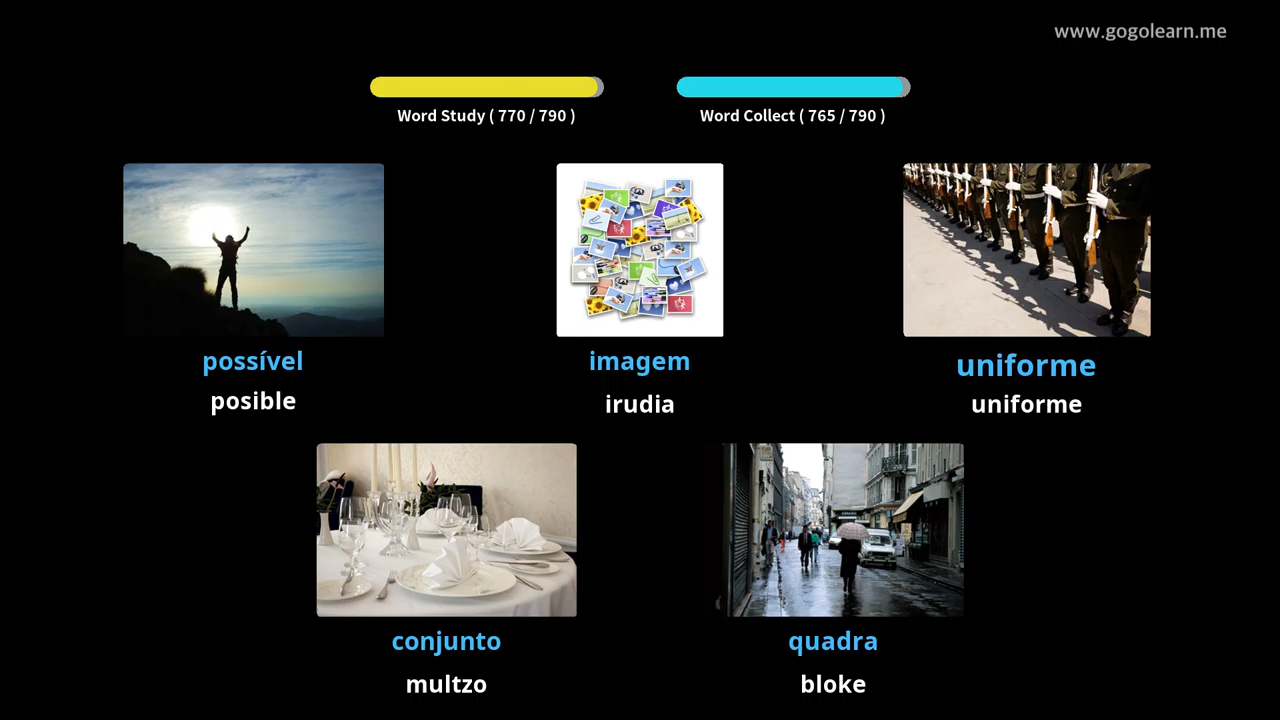 www.gogolearn.me
Word Study ( 770 / 790 )
Word Collect ( 765 / 790 )
possível
posible
imagem
irudia
uniforme
uniforme
conjunto
multzo
quadra
bloke